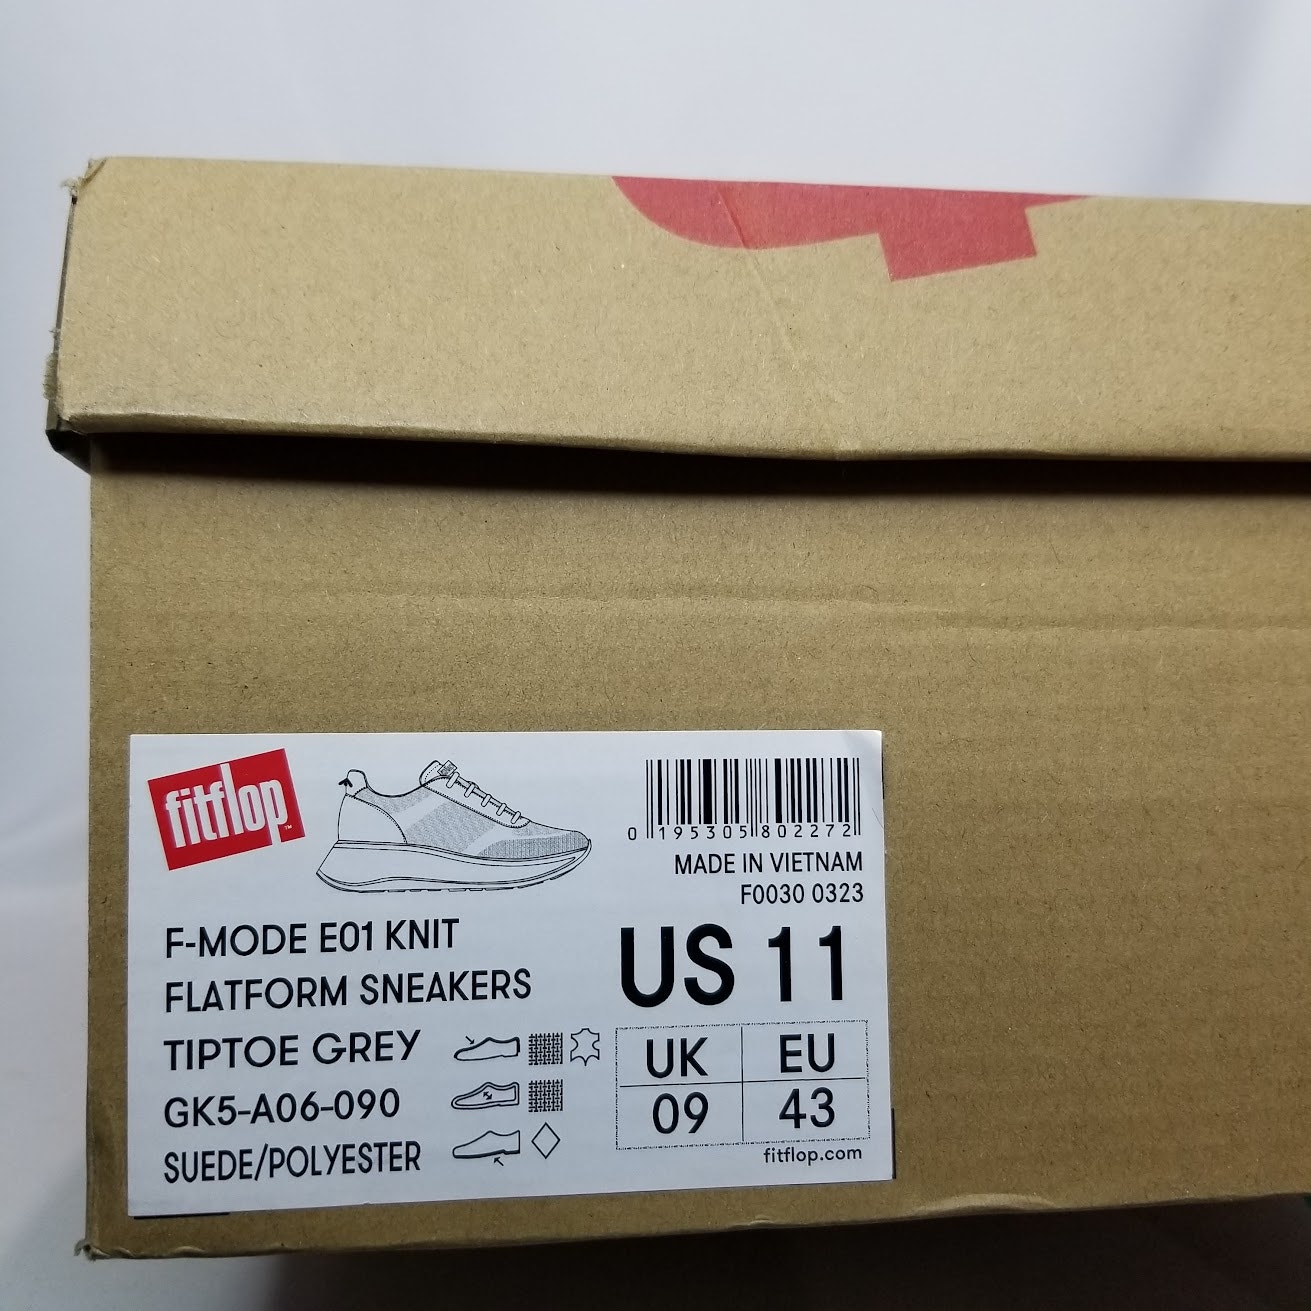 fitflop™
0 195305 802272
MADE IN VIETNAM
F0030 0323
F-MODE E01 KNIT
FLATFORM SNEAKERS
TIPTOE GREY
GK5-A06-090
SUEDE/POLYESTER
US 11
UK EU
09 43
fitflop.com